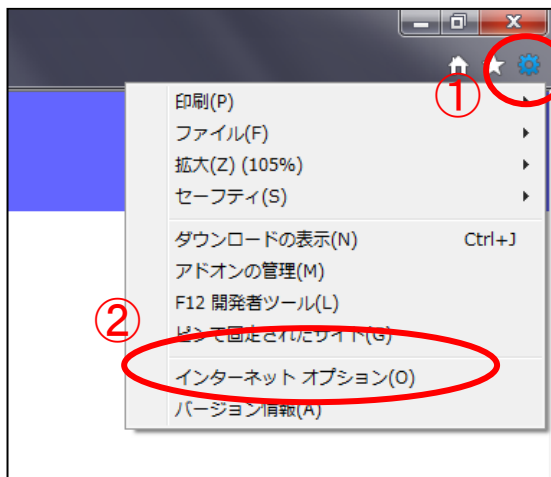 ①
印刷(P)
ファイル(F)
拡大(Z) (105%)
セーフティ(S)
ダウンロードの表示(N) Ctrl+J
アドオンの管理(M)
F12 開発者ツール(L)
②
ピンで固定されたサイト(G)
インターネット オプション(O)
バージョン情報(A)